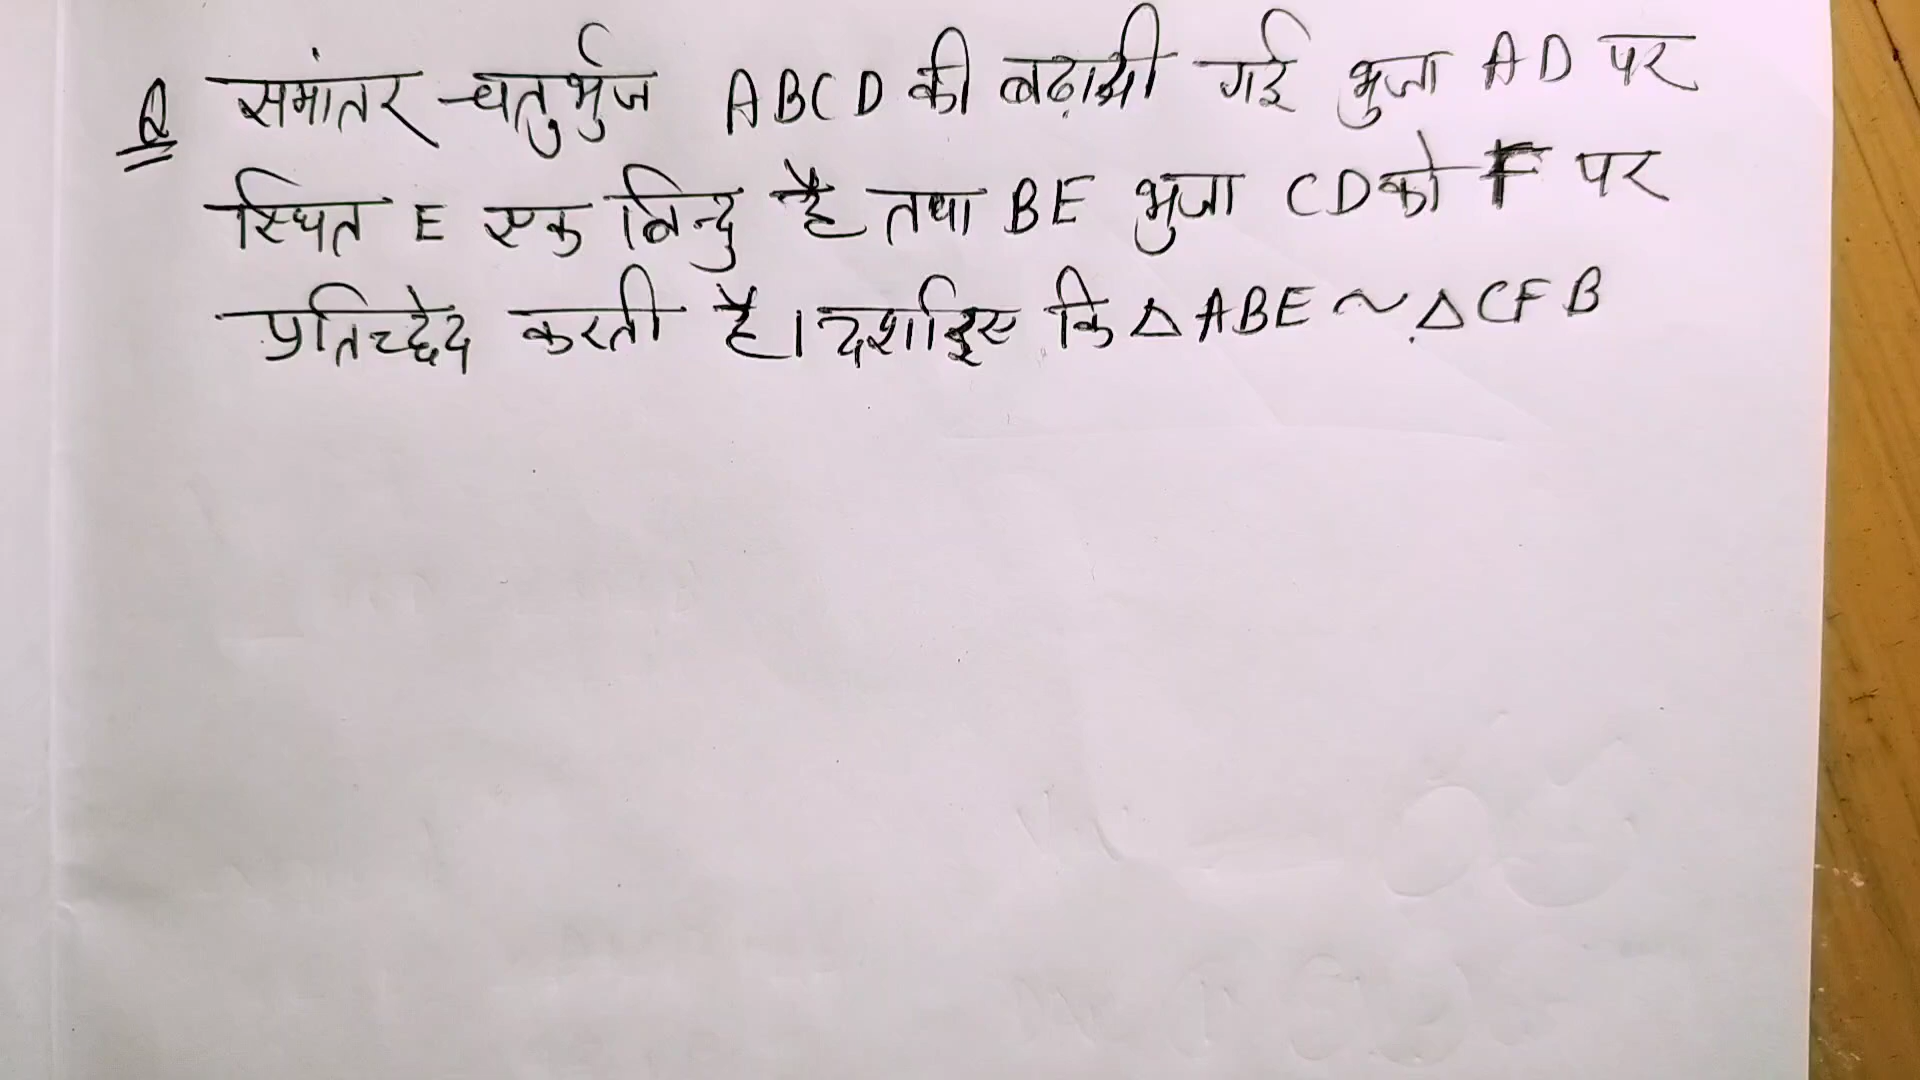 Q समांतर चतुर्भुज ABCD की बढ़ायी गई भुजा AD पर
स्थित E एक बिन्दु है तथा BE भुजा CD को F पर
प्रतिच्छेद करती है। दर्शाइए कि △ABE ~ △CFB